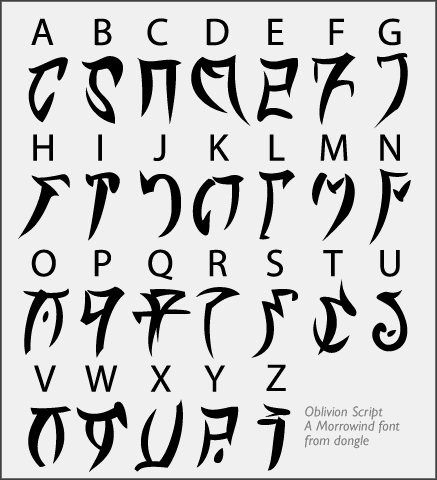 A B C D E F G
H I J K L M N
O P Q R S T U
V W X Y Z
Oblivion Script
A Morrowind font
from dongle